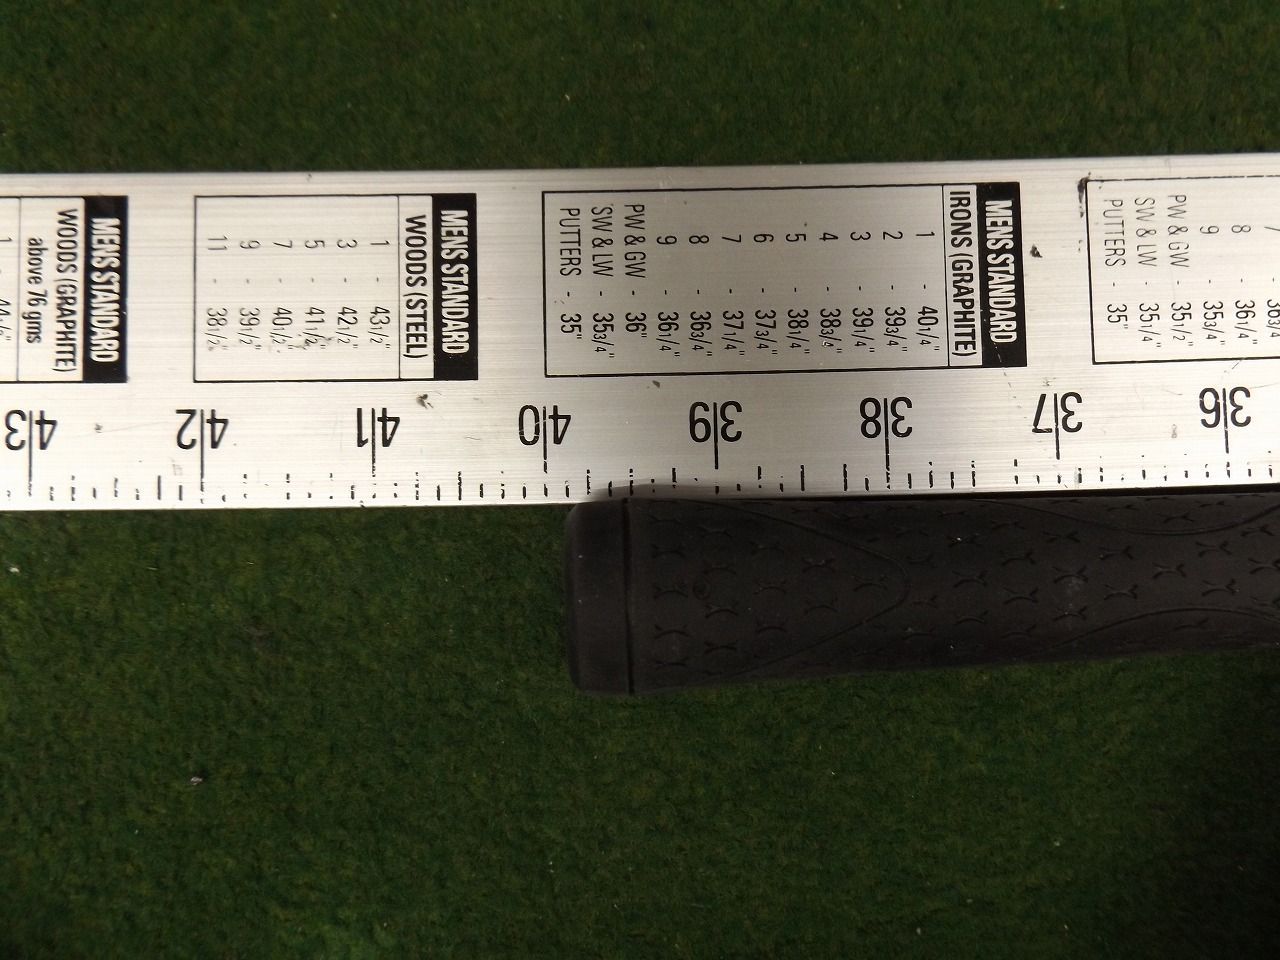 MENS STANDARD
WOODS (GRAPHITE)
above 76 gms
MENS STANDARD
WOODS (STEEL)
1 - 43 1/2"
3 - 42 1/2"
5 - 41 1/2"
7 - 40 1/2"
9 - 39 1/2"
11 - 38 1/2"
MENS STANDARD
IRONS (GRAPHITE)
1 - 40 1/4"
2 - 39 3/4"
3 - 39 1/4"
4 - 38 3/4"
5 - 38 1/4"
6 - 37 3/4"
7 - 37 1/4"
8 - 36 3/4"
9 - 36 1/4"
PW & GW - 36"
SW & LW - 35 3/4"
PUTTERS - 35"
8 - 36 1/4"
9 - 35 3/4"
PW & GW - 35 1/2"
SW & LW - 35 1/4"
PUTTERS - 35"
43 42 41 40 39 38 37 36